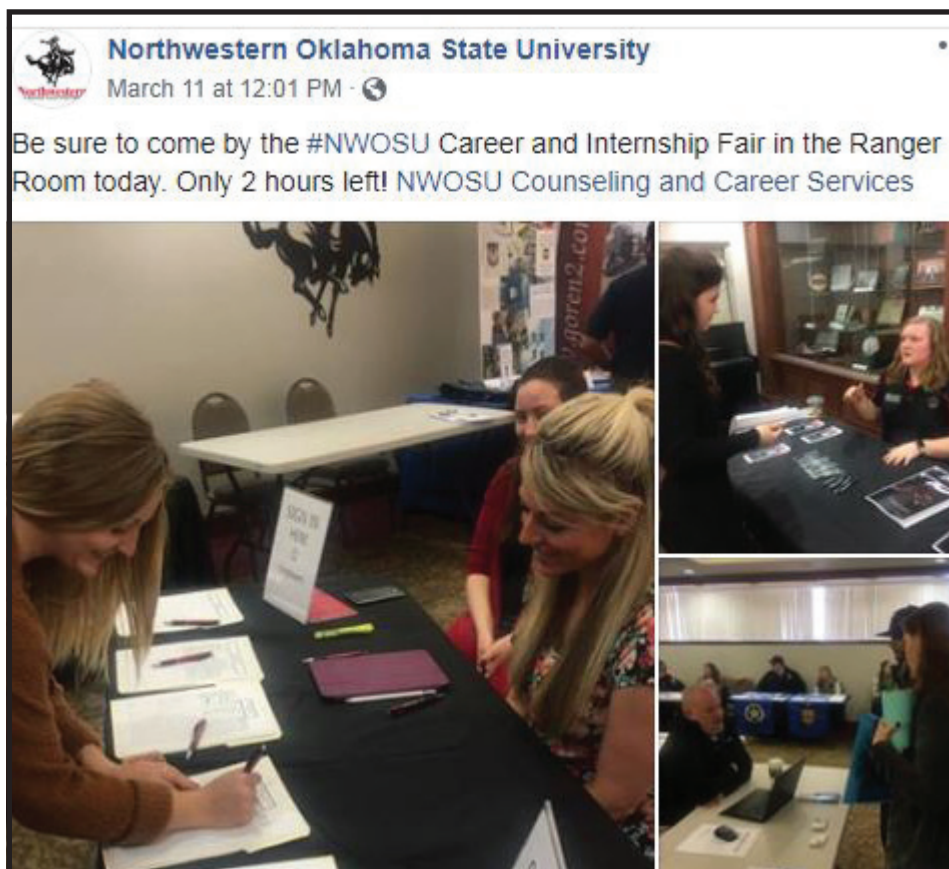 Northwestern Oklahoma State University
March 11 at 12:01 PM ·
Be sure to come by the #NWOSU Career and Internship Fair in the Ranger
Room today. Only 2 hours left! NWOSU Counseling and Career Services
Northwestern
SIGN IN
HERE